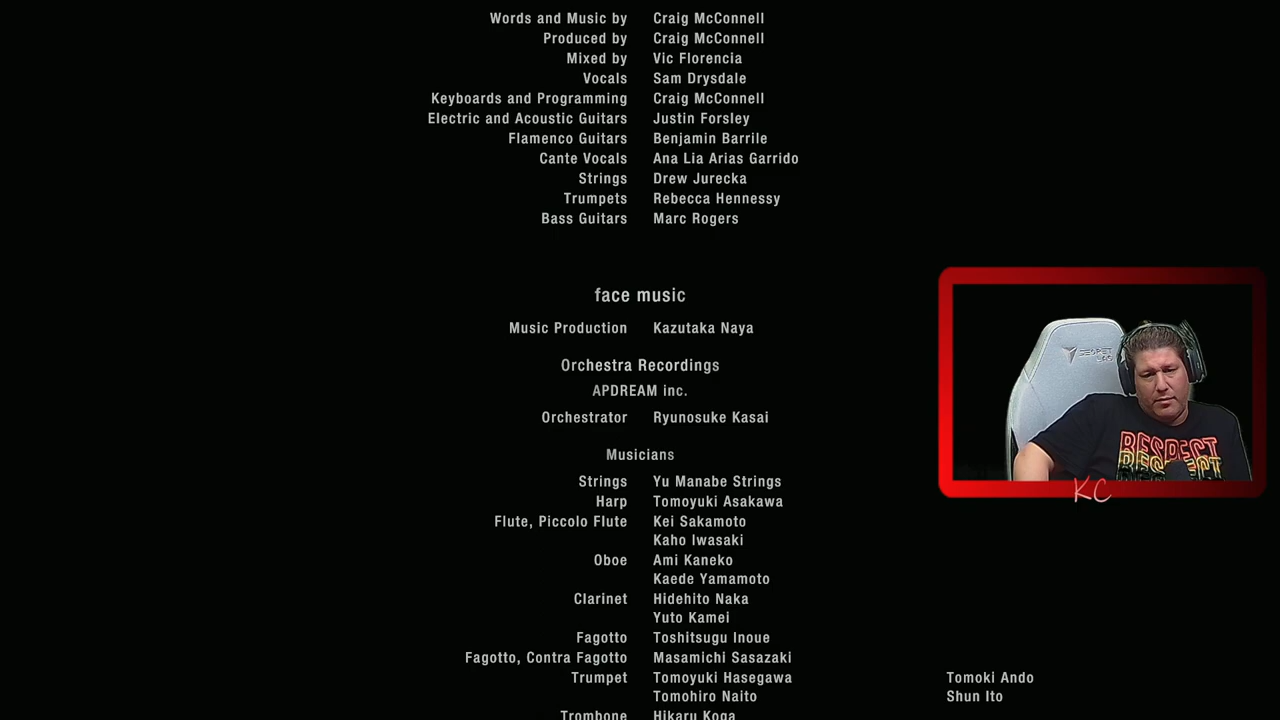 Words and Music by Craig McConnell
Produced by Craig McConnell
Mixed by Vic Florencia
Vocals Sam Drysdale
Keyboards and Programming Craig McConnell
Electric and Acoustic Guitars Justin Forsley
Flamenco Guitars Benjamin Barrile
Cante Vocals Ana Lia Arias Garrido
Strings Drew Jurecka
Trumpets Rebecca Hennessy
Bass Guitars Marc Rogers
face music
Music Production Kazutaka Naya
Orchestra Recordings
APDREAM inc.
Orchestrator Ryunosuke Kasai
Musicians
Strings Yu Manabe Strings
Harp Tomoyuki Asakawa
Flute, Piccolo Flute Kei Sakamoto
Kaho Iwasaki
Oboe Ami Kaneko
Kaede Yamamoto
Clarinet Hidehito Naka
Yuto Kamei
Fagotto Toshitsugu Inoue
Fagotto, Contra Fagotto Masamichi Sasazaki
Trumpet Tomoyuki Hasegawa Tomoki Ando
Tomohiro Naito Shun Ito
Trombone Hikaru Koga
RESPECT
RESPECT
KC